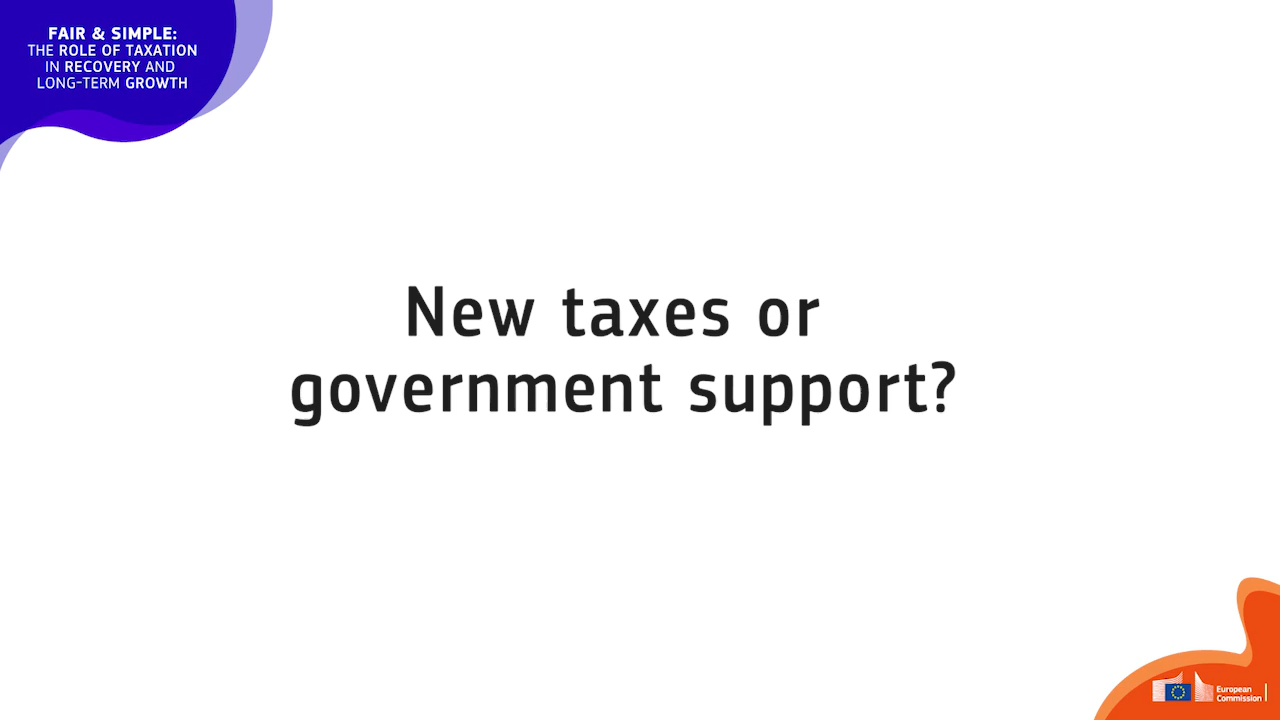 FAIR & SIMPLE:
THE ROLE OF TAXATION
IN RECOVERY AND
LONG-TERM GROWTH
New taxes or
government support?
European
Commission